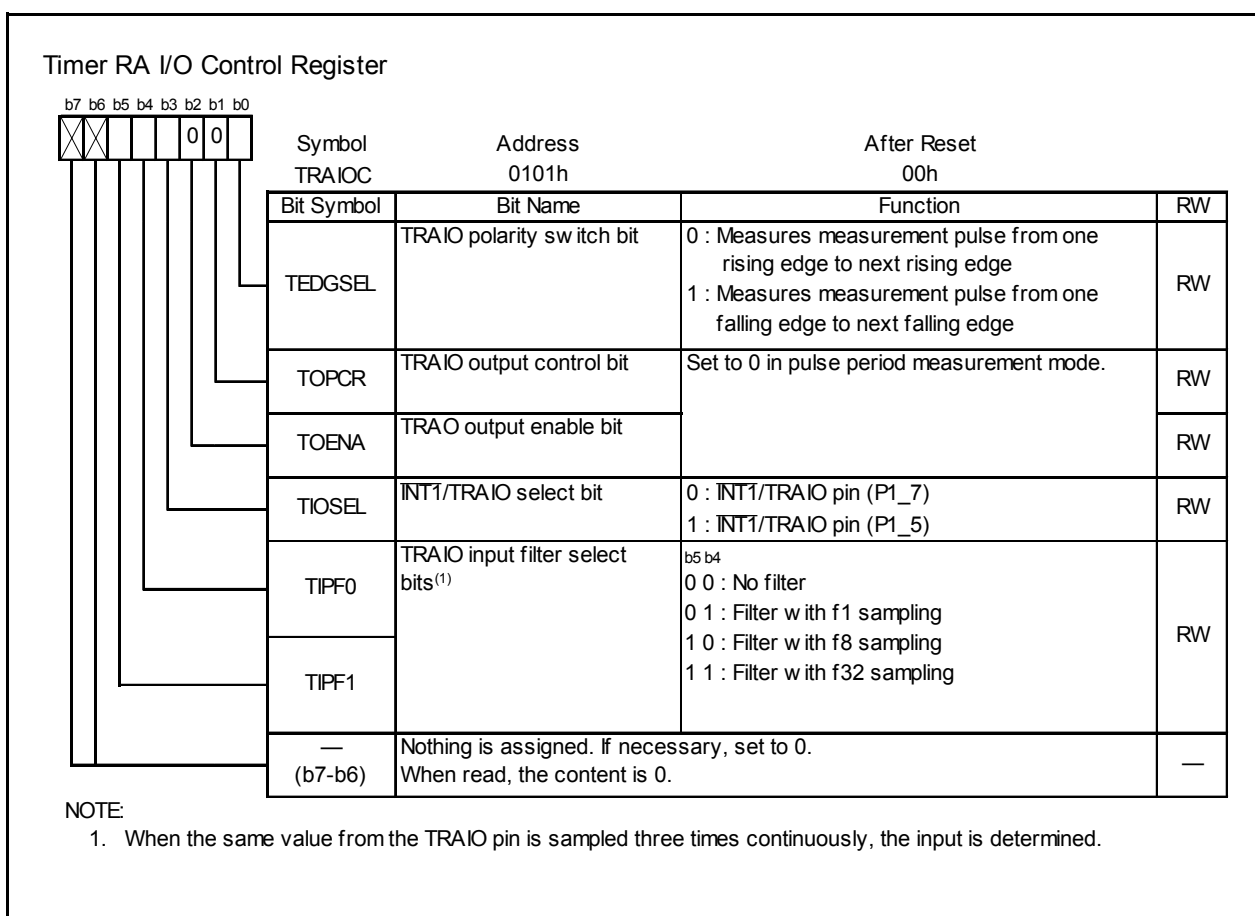 Timer RA I/O Control Register
b7 b6 b5 b4 b3 b2 b1 b0
0 0
Symbol Address After Reset
TRAIOC 0101h 00h
Bit Symbol Bit Name Function RW
TEDGSEL
TRAIO polarity switch bit
0 : Measures measurement pulse from one
rising edge to next rising edge
1 : Measures measurement pulse from one
falling edge to next falling edge
RW
TOPCR
TRAIO output control bit
Set to 0 in pulse period measurement mode.
RW
TOENA
TRAO output enable bit
RW
TIOSEL
INT1/TRAIO select bit
0 : INT1/TRAIO pin (P1_7)
1 : INT1/TRAIO pin (P1_5)
RW
TIPF0
TRAIO input filter select
bits(1)
b5 b4
0 0 : No filter
0 1 : Filter with f1 sampling
1 0 : Filter with f8 sampling
1 1 : Filter with f32 sampling
RW
TIPF1
—
(b7-b6)
Nothing is assigned. If necessary, set to 0.
When read, the content is 0.
—
NOTE:
1. When the same value from the TRAIO pin is sampled three times continuously, the input is determined.